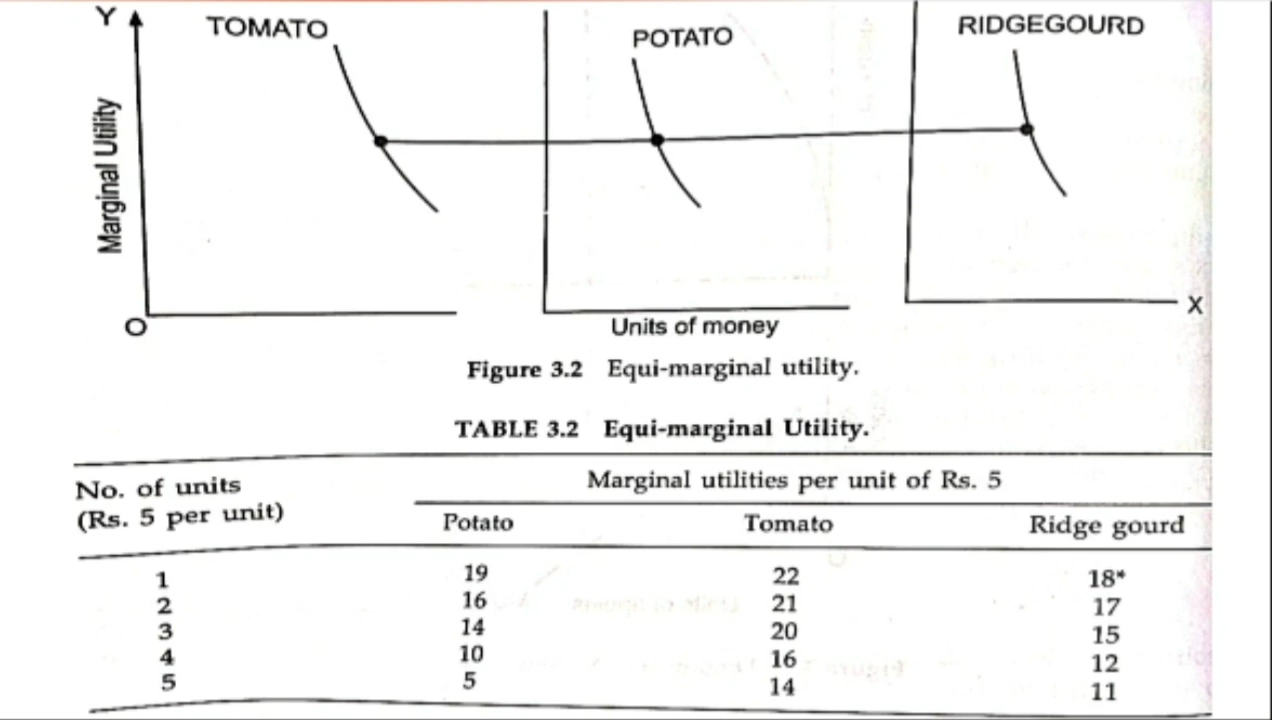 Y
TOMATO
POTATO
RIDGEGOURD
Marginal Utility
O
Units of money
X
Figure 3.2 Equi-marginal utility.
TABLE 3.2 Equi-marginal Utility.
No. of units
(Rs. 5 per unit)
Marginal utilities per unit of Rs. 5
Potato Tomato Ridge gourd
1 19 22 18*
2 16 21 17
3 14 20 15
4 10 16 12
5 5 14 11